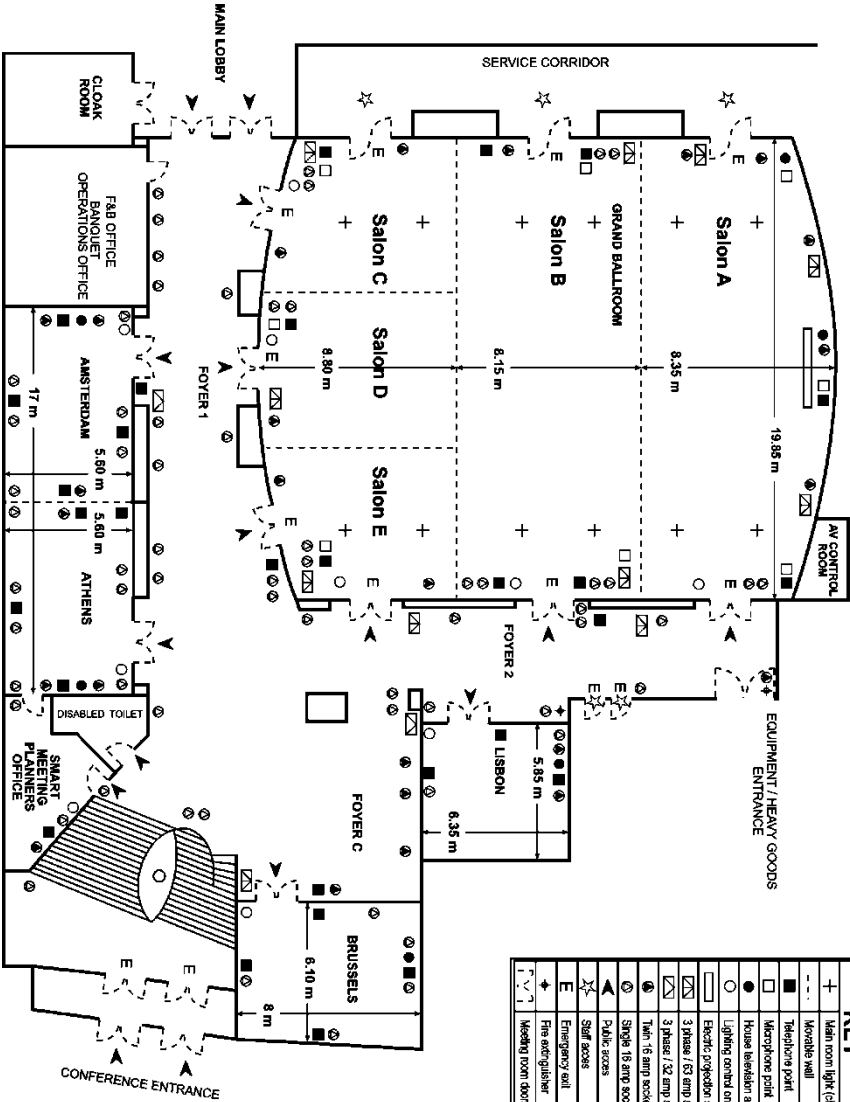 MAIN LOBBY
SERVICE CORRIDOR
CLOAK
ROOM
F&B OFFICE
BANQUET
OPERATIONS OFFICE
Salon A
Salon B
Salon C
Salon D
Salon E
GRAND BALLROOM
8.35 m
8.15 m
8.80 m
19.85 m
AV CONTROL
ROOM
FOYER 1
FOYER 2
AMSTERDAM
17 m
5.60 m
5.60 m
ATHENS
DISABLED TOILET
SMART
MEETING
PLANNERS
OFFICE
EQUIPMENT / HEAVY GOODS
ENTRANCE
LISBON
5.85 m
6.35 m
FOYER C
BRUSSELS
6.10 m
8 m
CONFERENCE ENTRANCE
E
E
E
E
E
E
E
E
E
E
E
E
E
KEY
Main room light (c
Movable wall
Telephone point
Microphone point
House television a
Lighting control on
Electric projection s
3 phase / 63 amp s
3 phase / 32 amp s
Twin 16 amp socke
Single 16 amp soc
Public acces
Staff acces
E Emergency exit
Fire extinguisher
Meeting room door